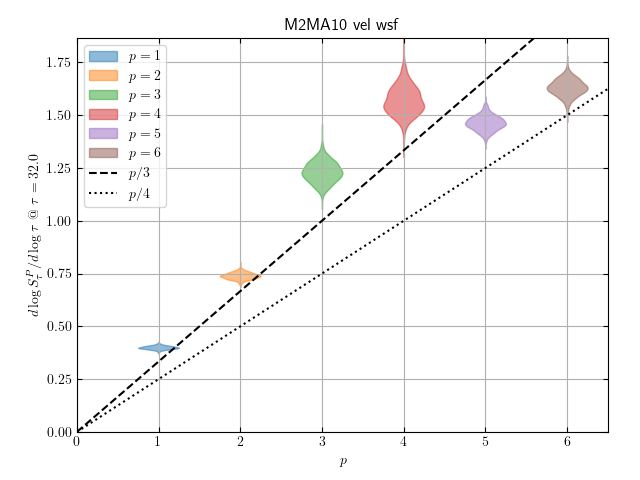 M2MA10 vel wsf
p = 1
p = 2
p = 3
p = 4
p = 5
p = 6
p/3
p/4
d log S_τ^P / d log τ @ τ = 32.0
1.75
1.50
1.25
1.00
0.75
0.50
0.25
0.00
0 1 2 3 4 5 6
p